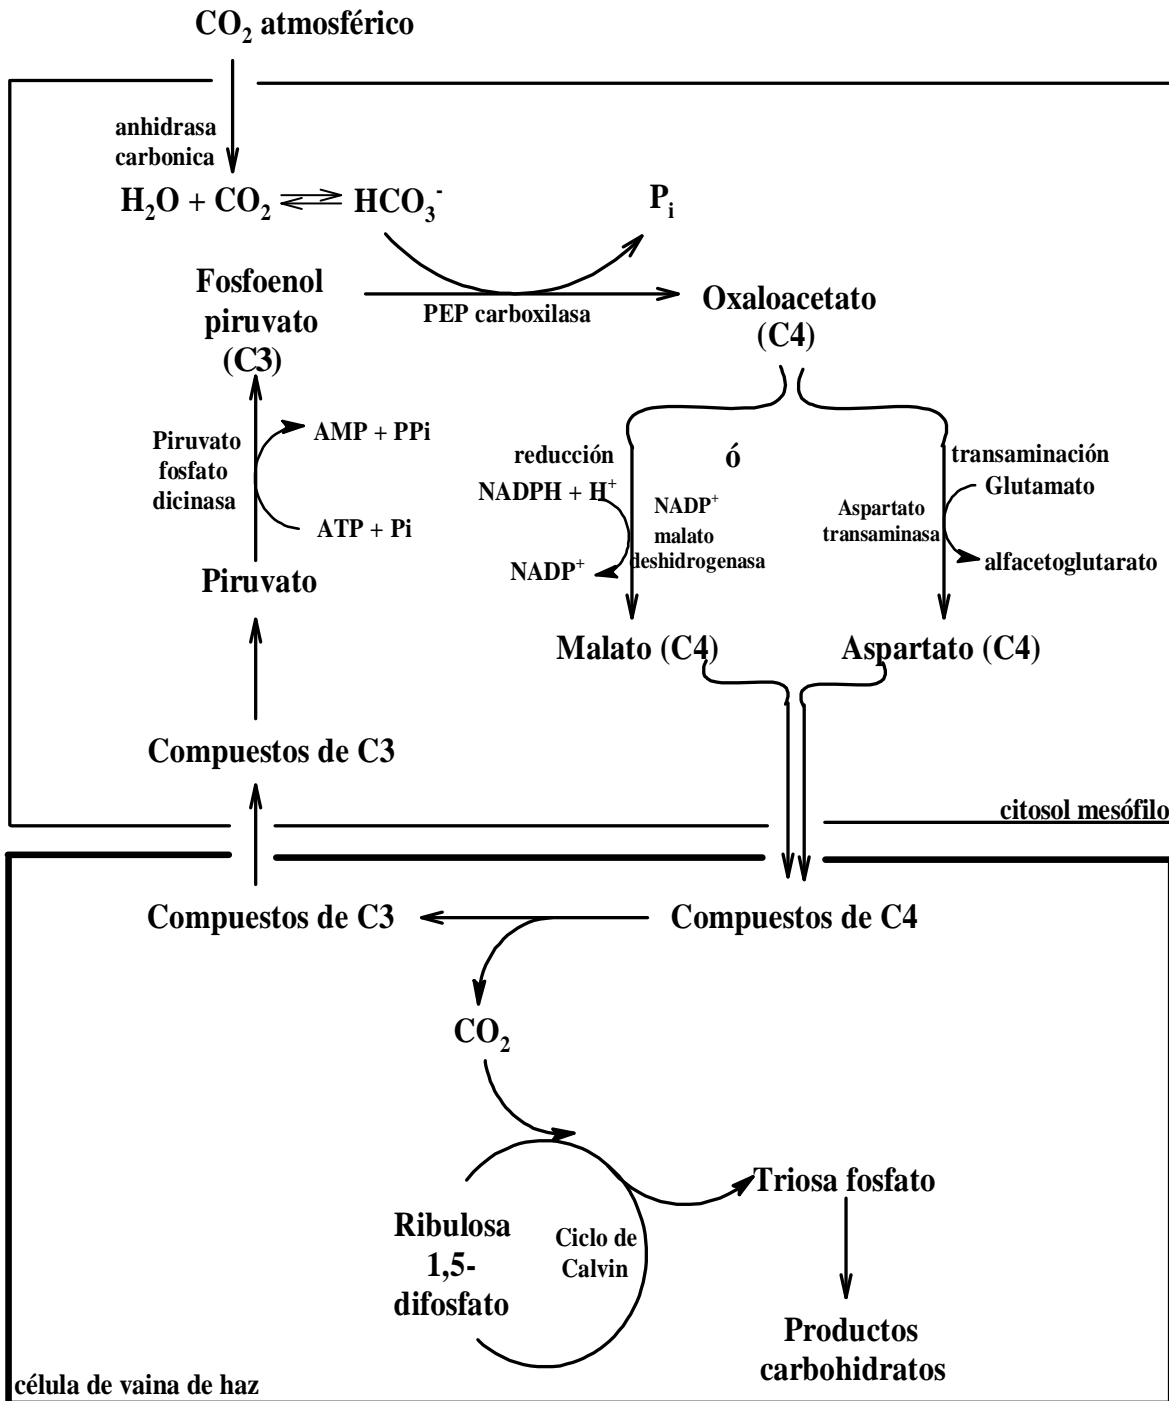 CO₂ atmosférico
anhidrasa
carbonica
H₂O + CO₂ ⇌ HCO₃⁻
Pᵢ
Fosfoenol
piruvato
(C3)
PEP carboxilasa
Oxaloacetato
(C4)
Piruvato
fosfato
dicinasa
AMP + PPi
ATP + Pi
reducción
NADPH + H⁺
NADP⁺
ó
NADP⁺
malato
deshidrogenasa
transaminación
Glutamato
Aspartato
transaminasa
alfacetoglutarato
Piruvato
Malato (C4)
Aspartato (C4)
Compuestos de C3
citosol mesófilo
Compuestos de C3
Compuestos de C4
CO₂
Triosa fosfato
Ribulosa
1,5-
difosfato
Ciclo de
Calvin
Productos
carbohidratos
célula de vaina de haz